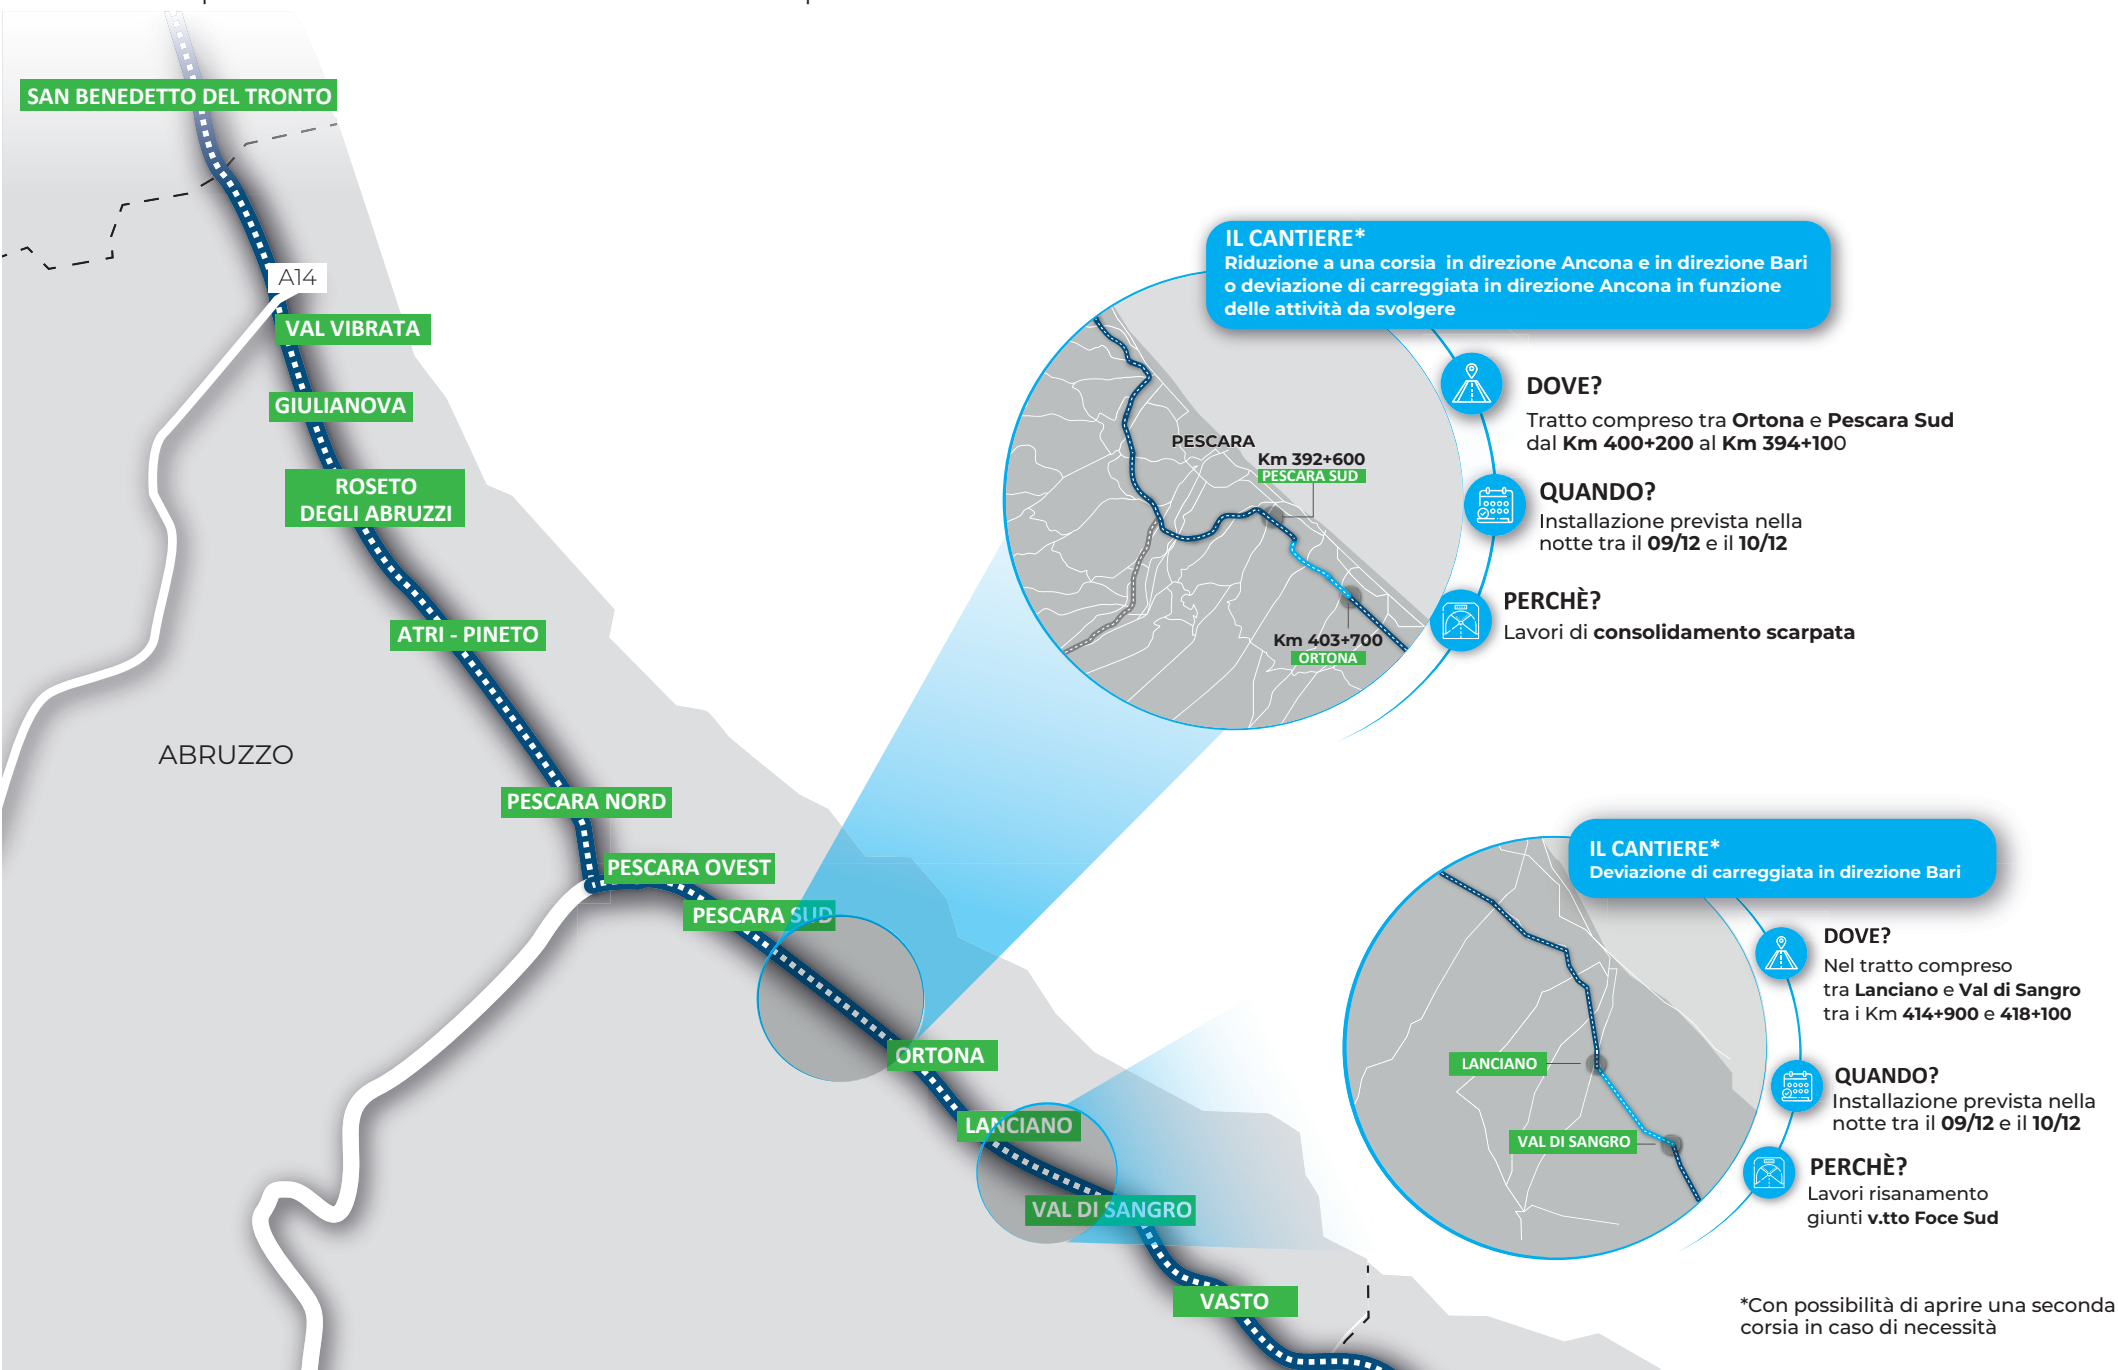 SAN BENEDETTO DEL TRONTO
A14
VAL VIBRATA
GIULIANOVA
ROSETO
DEGLI ABRUZZI
ATRI - PINETO
ABRUZZO
PESCARA NORD
PESCARA OVEST
PESCARA SUD
ORTONA
LANCIANO
VAL DI SANGRO
VASTO
IL CANTIERE*
Riduzione a una corsia in direzione Ancona e in direzione Bari
o deviazione di carreggiata in direzione Ancona in funzione
delle attività da svolgere
PESCARA
Km 392+600
PESCARA SUD
Km 403+700
ORTONA
DOVE?
Tratto compreso tra Ortona e Pescara Sud
dal Km 400+200 al Km 394+100
QUANDO?
Installazione prevista nella
notte tra il 09/12 e il 10/12
PERCHÈ?
Lavori di consolidamento scarpata
IL CANTIERE*
Deviazione di carreggiata in direzione Bari
LANCIANO
VAL DI SANGRO
DOVE?
Nel tratto compreso
tra Lanciano e Val di Sangro
tra i Km 414+900 e 418+100
QUANDO?
Installazione prevista nella
notte tra il 09/12 e il 10/12
PERCHÈ?
Lavori risanamento
giunti v.tto Foce Sud
*Con possibilità di aprire una seconda
corsia in caso di necessità